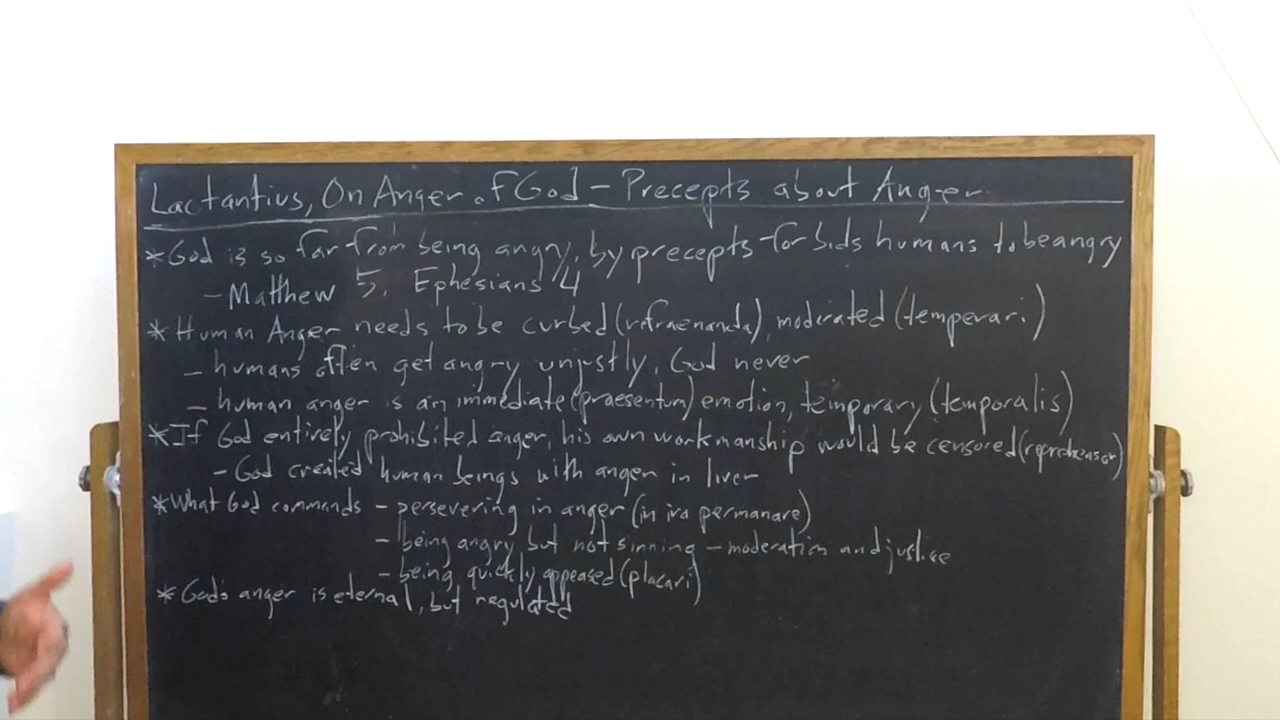 Lactantius, On Anger of God – Precepts about Anger
*God is so far from being angry, by precepts forbids humans to be angry
– Matthew 5, Ephesians 4
*Human Anger needs to be curbed (refraenanda), moderated (temperari)
– humans often get angry unjustly, God never
– human anger is an immediate (praesentum) emotion, temporary (temporalis)
*If God entirely prohibited anger, his own workmanship would be censored (reprehensor)
– God created human beings with anger in liver
*What God commands – persevering in anger (in ira permanare)
– being angry but not sinning – moderation and justice
– being quickly appeased (placari)
*God's anger is eternal, but regulated